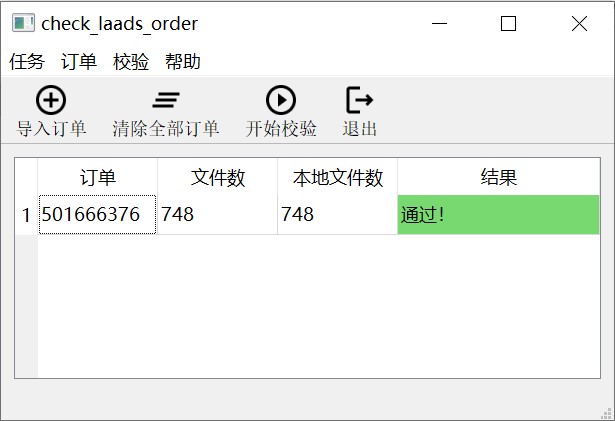 check_laads_order
任务 订单 校验 帮助
导入订单 清除全部订单 开始校验 退出
订单 文件数 本地文件数 结果
1 501666376 748 748 通过!